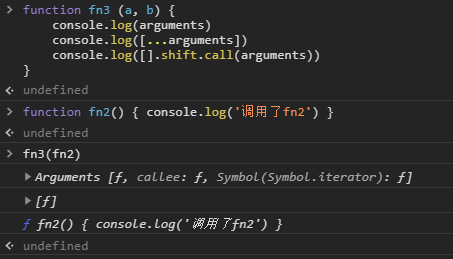 > function fn3 (a, b) {
console.log(arguments)
console.log([...arguments])
console.log([].shift.call(arguments))
}
undefined
> function fn2() { console.log('调用了fn2') }
undefined
> fn3(fn2)
Arguments [ƒ, callee: ƒ, Symbol(Symbol.iterator): ƒ]
[ƒ]
ƒ fn2() { console.log('调用了fn2') }
undefined